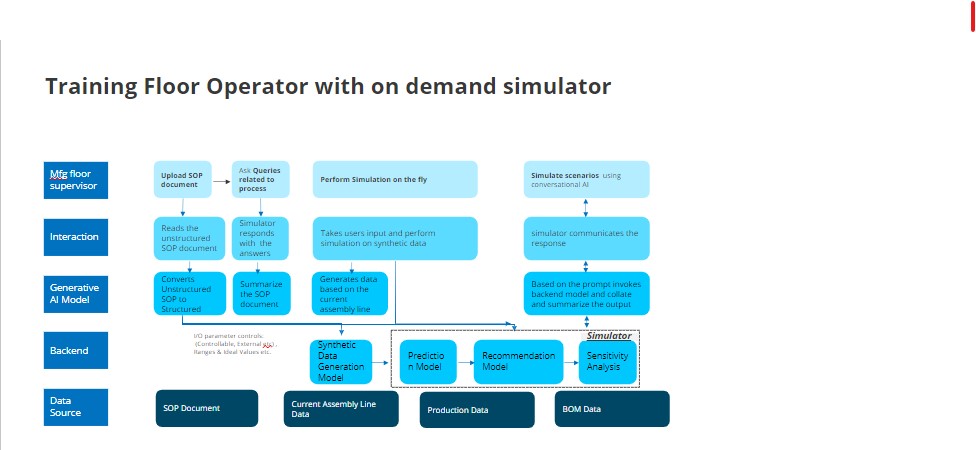 Training Floor Operator with on demand simulator
Mfg floor
supervisor
Upload SOP
document
Ask Queries
related to
process
Perform Simulation on the fly
Simulate scenarios using
conversational AI
Interaction
Reads the
unstructured
SOP document
Simulator
responds
with the
answers
Takes users input and perform
simulation on synthetic data
simulator communicates the
response
Generative
AI Model
Converts
Unstructured
SOP to
Structured
Summarize
the SOP
document
Generates data
based on the
current
assembly line
Based on the prompt invokes
backend model and collate
and summarize the output
Backend
I/O parameter controls:
(Controllable, External
Ranges & Ideal Values etc.
Synthetic
Data
Generation
Model
Simulator
Predictio
n Model
Recommendation
Model
Sensitivity
Analysis
Data
Source
SOP Document
Current Assembly Line
Data
Production Data
BOM Data